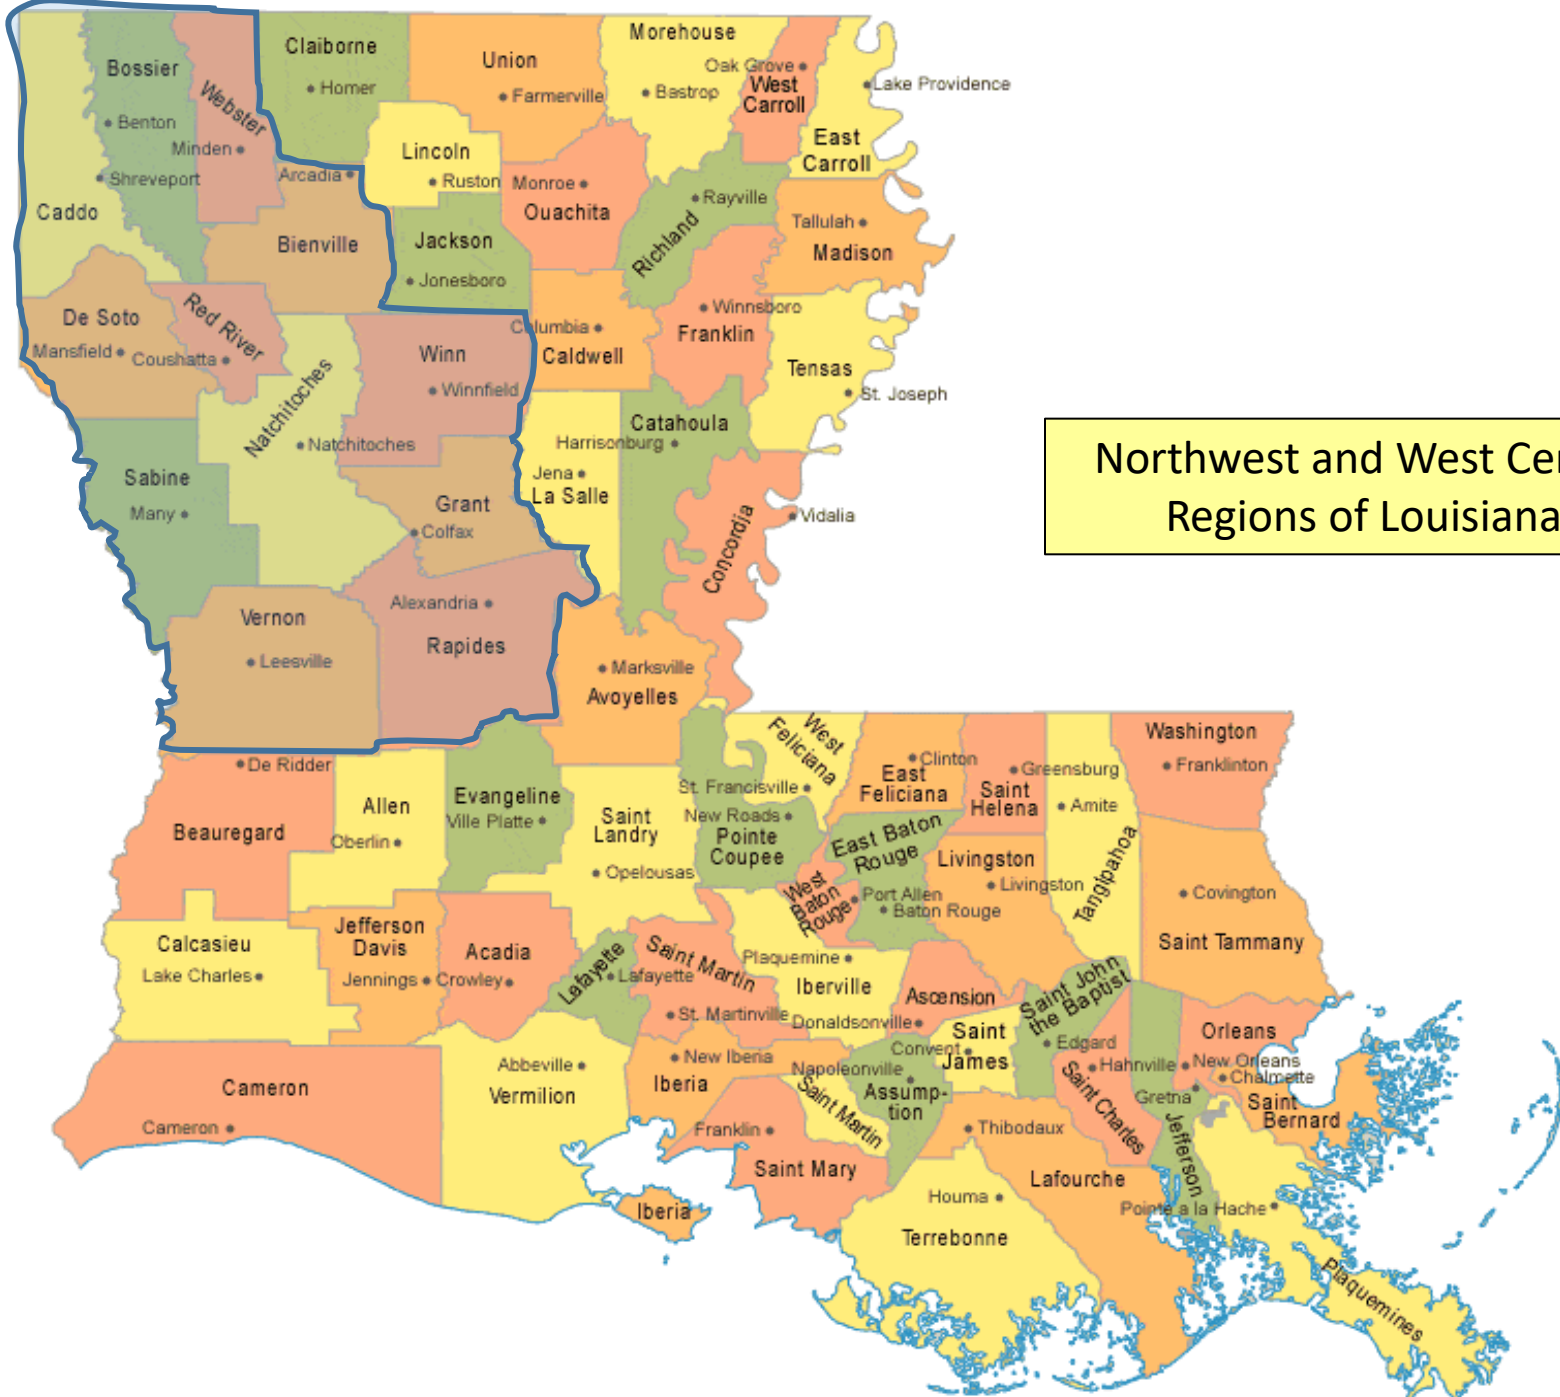 Claiborne
Homer
Union
Farmerville
Morehouse
Bastrop
Oak Grove
West
Carroll
Lake Providence
East
Carroll
Bossier
Benton
Webster
Minden
Shreveport
Caddo
Arcadia
Bienville
Lincoln
Ruston
Monroe
Ouachita
Rayville
Richland
Tallulah
Madison
Jackson
Jonesboro
De Soto
Mansfield
Red River
Coushatta
Winn
Winnfield
Columbia
Caldwell
Winnsboro
Franklin
Tensas
St. Joseph
Natchitoches
Natchitoches
Catahoula
Harrisonburg
Jena
La Salle
Sabine
Many
Grant
Colfax
Concordia
Vidalia
Northwest and West Cen
Regions of Louisiana
Vernon
Leesville
Alexandria
Rapides
Marksville
Avoyelles
De Ridder
Beauregard
Allen
Oberlin
Evangeline
Ville Platte
Saint
Landry
Opelousas
West
Feliciana
St. Francisville
New Roads
Pointe
Coupee
Clinton
East
Feliciana
Greensburg
Saint
Helena
Amite
Tangipahoa
Washington
Franklinton
East Baton
Rouge
West
Baton
Rouge
Port Allen
Baton Rouge
Livingston
Livingston
Covington
Saint Tammany
Calcasieu
Lake Charles
Jefferson
Davis
Jennings
Acadia
Crowley
Lafayette
Lafayette
Saint Martin
St. Martinville
Plaquemine
Iberville
Ascension
Donaldsonville
Saint John
the Baptist
Edgard
Saint
James
Convent
Orleans
New Orleans
Hahnville
Saint Charles
Chalmette
Saint
Bernard
Gretna
Jefferson
Cameron
Cameron
Abbeville
Vermilion
New Iberia
Iberia
Napoleonville
Assump-
tion
Saint Martin
Franklin
Saint Mary
Thibodaux
Lafourche
Houma
Terrebonne
Iberia
Pointe a la Hache
Plaquemines